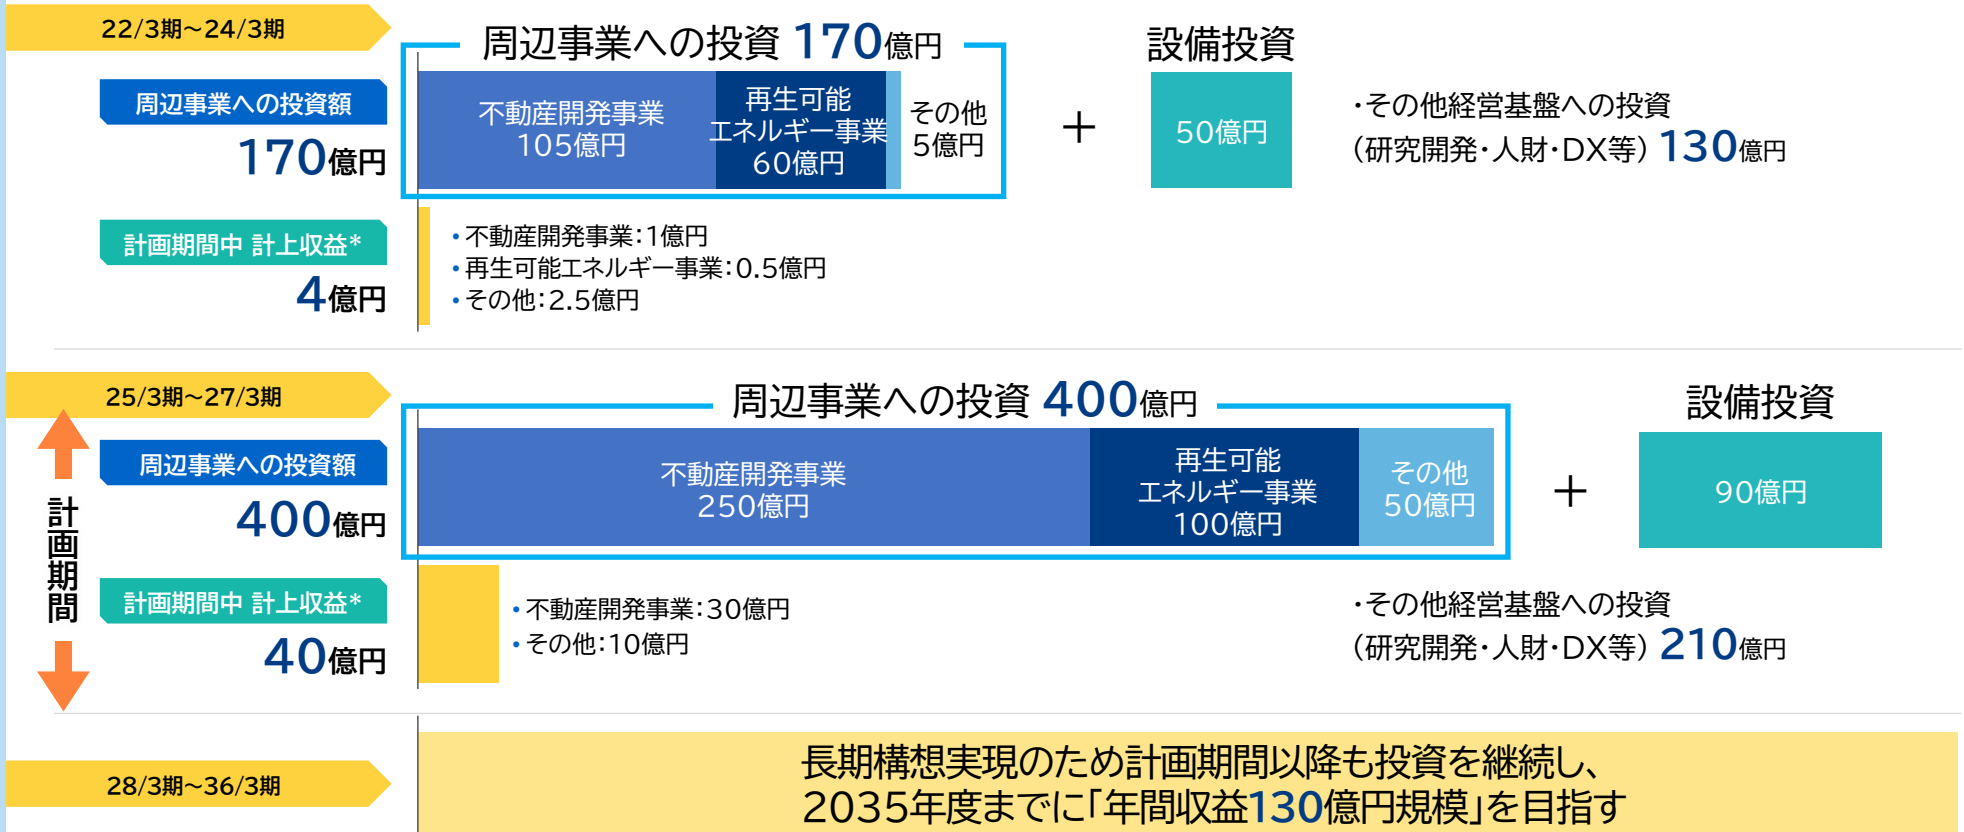 22/3期～24/3期
周辺事業への投資 170億円
設備投資
周辺事業への投資額
170億円
不動産開発事業
105億円
再生可能
エネルギー事業
60億円
その他
5億円
＋
50億円
・その他経営基盤への投資
（研究開発・人財・DX等）130億円
計画期間中 計上収益*
4億円
・不動産開発事業：1億円
・再生可能エネルギー事業：0.5億円
・その他：2.5億円
25/3期～27/3期
周辺事業への投資 400億円
設備投資
計画期間
周辺事業への投資額
400億円
不動産開発事業
250億円
再生可能
エネルギー事業
100億円
その他
50億円
＋
90億円
計画期間中 計上収益*
40億円
・不動産開発事業：30億円
・その他：10億円
・その他経営基盤への投資
（研究開発・人財・DX等）210億円
28/3期～36/3期
長期構想実現のため計画期間以降も投資を継続し、
2035年度までに「年間収益130億円規模」を目指す